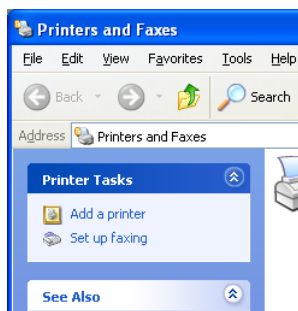 Printers and Faxes
File Edit View Favorites Tools Help
Back Search
Address Printers and Faxes
Printer Tasks
Add a printer
Set up faxing
See Also